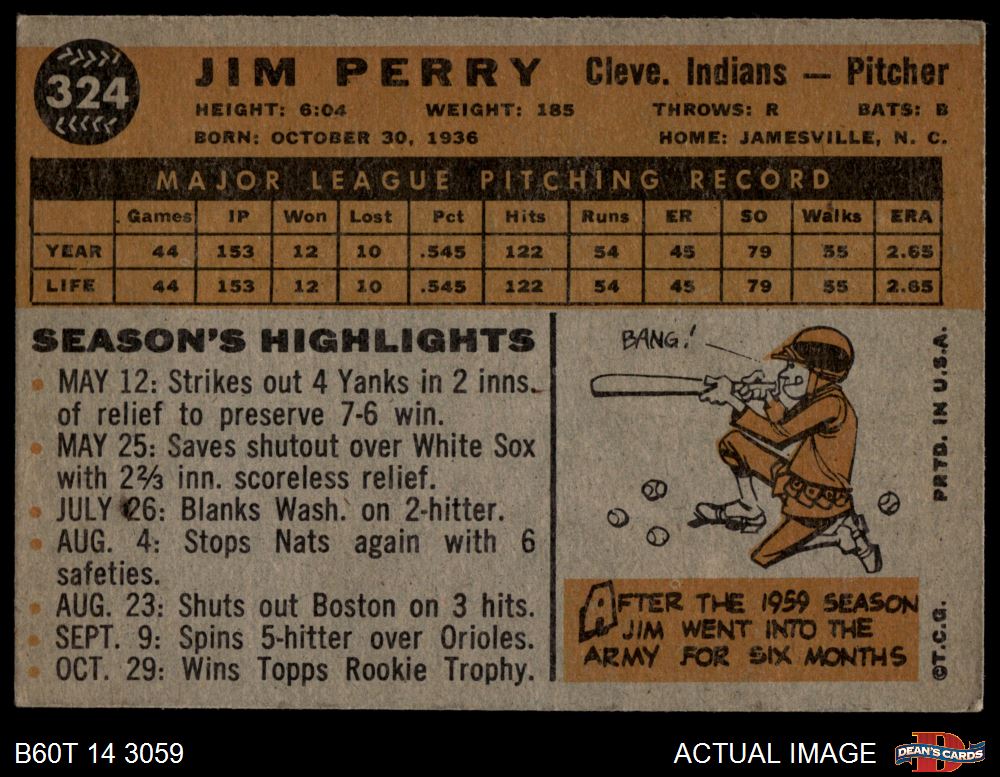 324
JIM PERRY Cleve. Indians — Pitcher
HEIGHT: 6:04 WEIGHT: 185 THROWS: R BATS: B
BORN: OCTOBER 30, 1936 HOME: JAMESVILLE, N. C.
MAJOR LEAGUE PITCHING RECORD
Games IP Won Lost Pct Hits Runs ER SO Walks ERA
YEAR 44 153 12 10 .545 122 54 45 79 55 2.65
LIFE 44 153 12 10 .545 122 54 45 79 55 2.65
SEASON'S HIGHLIGHTS
MAY 12: Strikes out 4 Yanks in 2 inns.
of relief to preserve 7-6 win.
MAY 25: Saves shutout over White Sox
with 2⅔ inn. scoreless relief.
JULY 26: Blanks Wash. on 2-hitter.
AUG. 4: Stops Nats again with 6
safeties.
AUG. 23: Shuts out Boston on 3 hits.
SEPT. 9: Spins 5-hitter over Orioles.
OCT. 29: Wins Topps Rookie Trophy.
BANG!
AFTER THE 1959 SEASON
JIM WENT INTO THE
ARMY FOR SIX MONTHS
©T.C.G. PRTD. IN U.S.A.
B60T 14 3059 ACTUAL IMAGE
DEAN'S CARDS